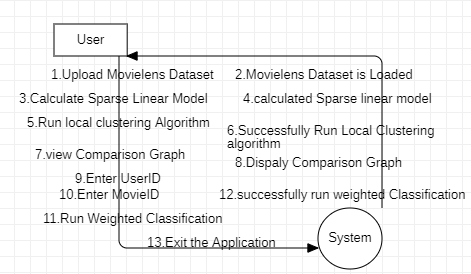 User
1.Upload Movielens Dataset
2.Movielens Dataset is Loaded
3.Calculate Sparse Linear Model
4.calculated Sparse linear model
5.Run local clustering Algorithm
6.Successfully Run Local Clustering
algorithm
7.view Comparison Graph
8.Dispaly Comparison Graph
9.Enter UserID
10.Enter MovieID
12.successfully run weighted Classification
11.Run Weighted Classification
13.Exit the Application
System